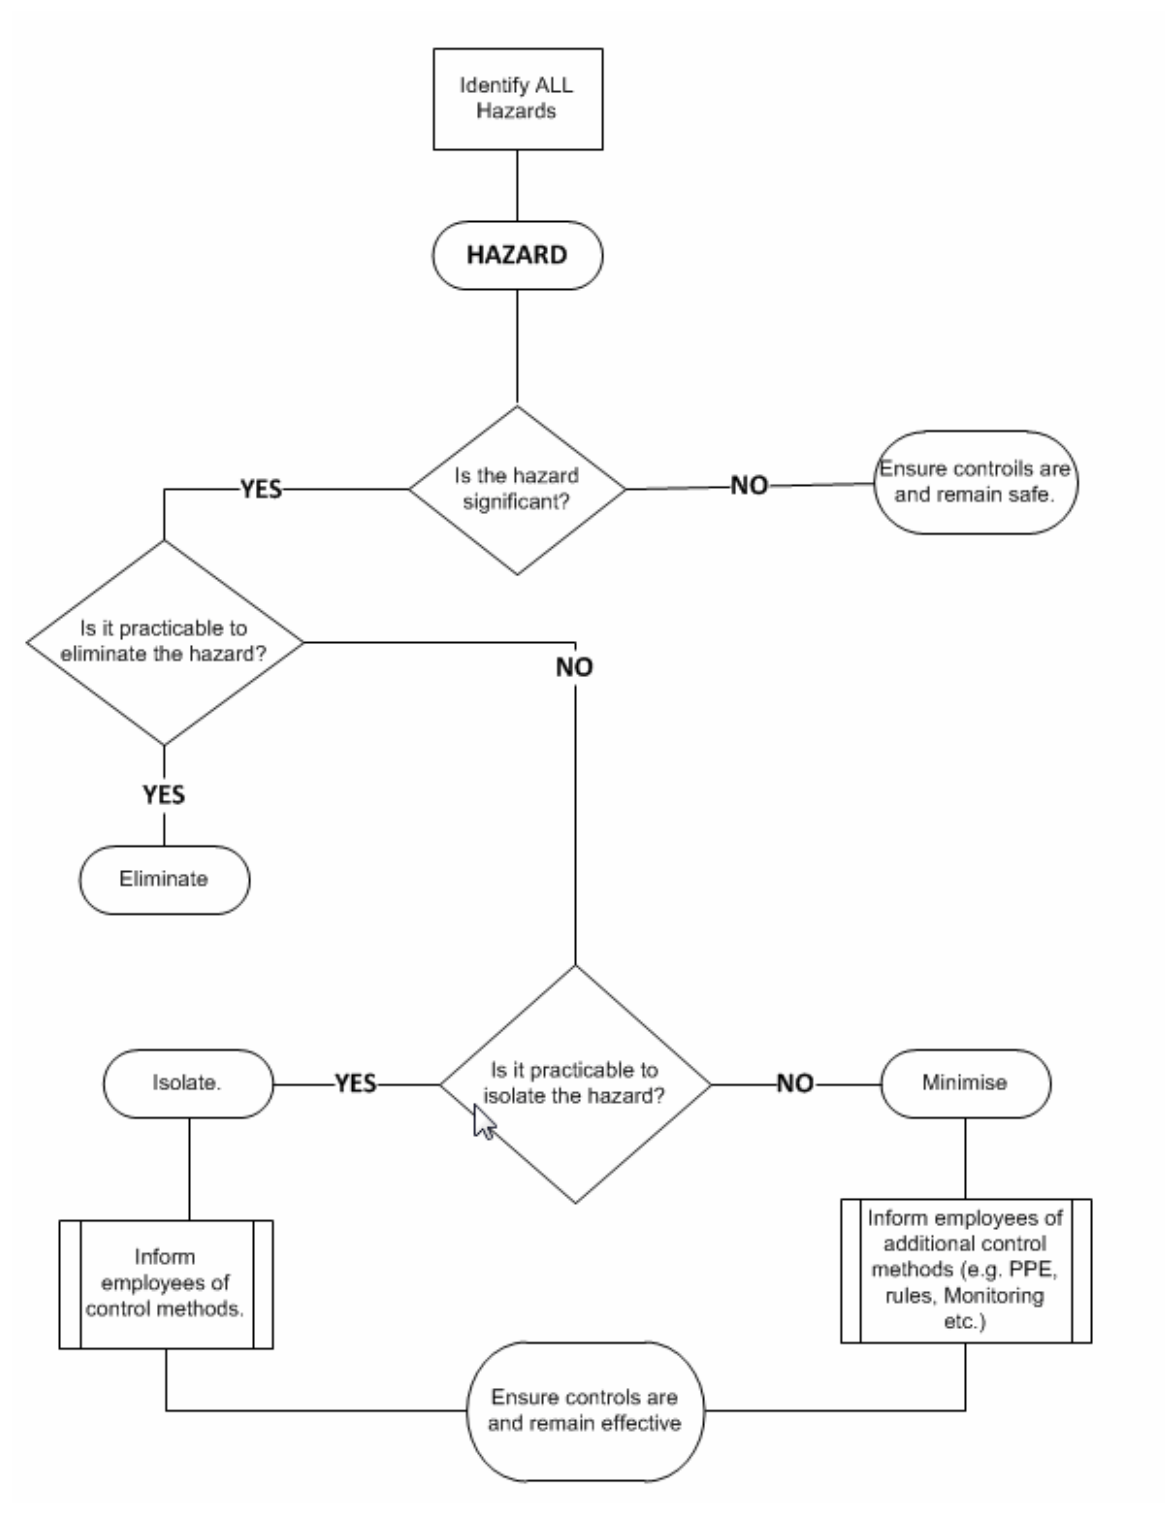 Identify ALL
Hazards
HAZARD
Is the hazard
significant?
YES
NO
Ensure controils are
and remain safe.
Is it practicable to
eliminate the hazard?
NO
YES
Eliminate
Is it practicable to
isolate the hazard?
Isolate.
YES
NO
Minimise
Inform
employees of
control methods.
Inform employees of
additional control
methods (e.g. PPE,
rules, Monitoring
etc.)
Ensure controls are
and remain effective